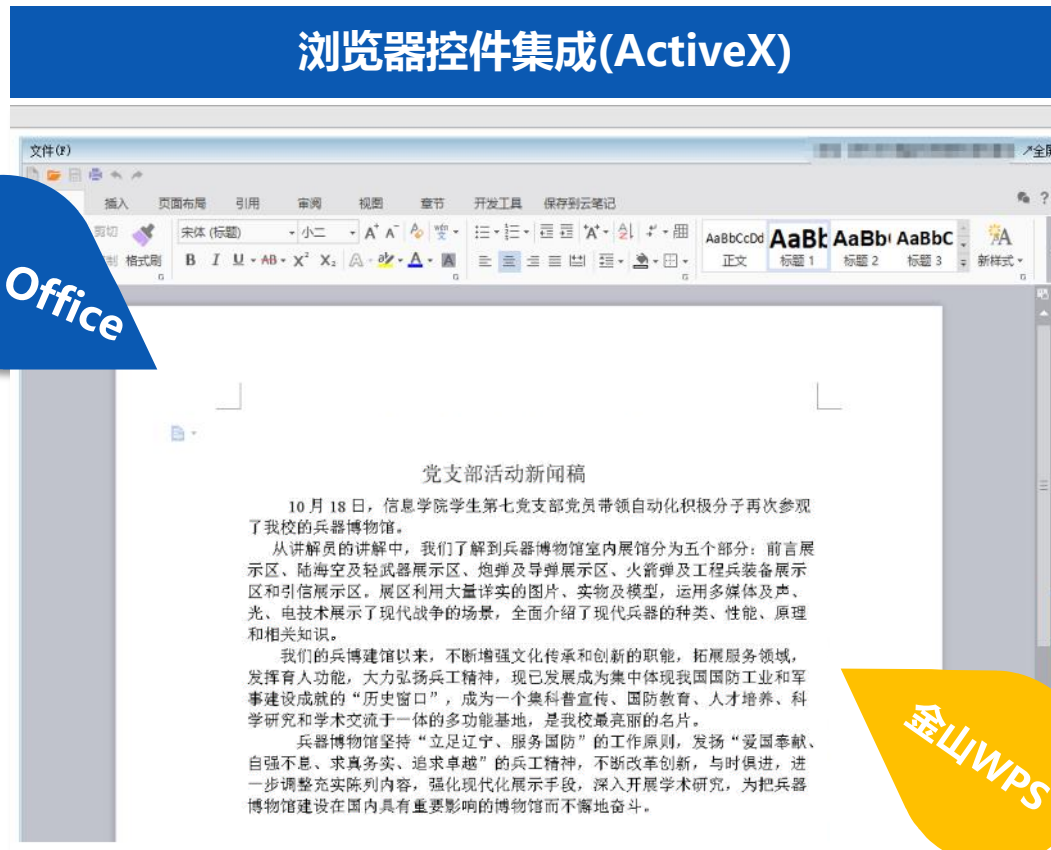 浏览器控件集成(ActiveX)
文件(F)
↗全屏
插入 页面布局 引用 审阅 视图 章节 开发工具 保存到云笔记
剪切 宋体 (标题) 小二 A⁺ A⁻ AaBbCcDd AaBb AaBb AaBbC
格式刷 B I U AB X² X₂ A A 正文 标题 1 标题 2 标题 3 新样式
Office
党支部活动新闻稿
10 月 18 日，信息学院学生第七党支部党员带领自动化积极分子再次参观
了我校的兵器博物馆。
从讲解员的讲解中，我们了解到兵器博物馆室内展馆分为五个部分：前言展
示区、陆海空及轻武器展示区、炮弹及导弹展示区、火箭弹及工程兵装备展示
区和引信展示区。展区利用大量详实的图片、实物及模型，运用多媒体及声、
光、电技术展示了现代战争的场景，全面介绍了现代兵器的种类、性能、原理
和相关知识。
我们的兵博建馆以来，不断增强文化传承和创新的职能，拓展服务领域，
发挥育人功能，大力弘扬兵工精神，现已发展成为集中体现我国国防工业和军
事建设成就的“历史窗口”，成为一个集科普宣传、国防教育、人才培养、科
学研究和学术交流于一体的多功能基地，是我校最亮丽的名片。
兵器博物馆坚持“立足辽宁、服务国防”的工作原则，发扬“爱国奉献、
自强不息、求真务实、追求卓越”的兵工精神，不断改革创新，与时俱进，进
一步调整充实陈列内容，强化现代化展示手段，深入开展学术研究，为把兵器
博物馆建设在国内具有重要影响的博物馆而不懈地奋斗。
金山WPS